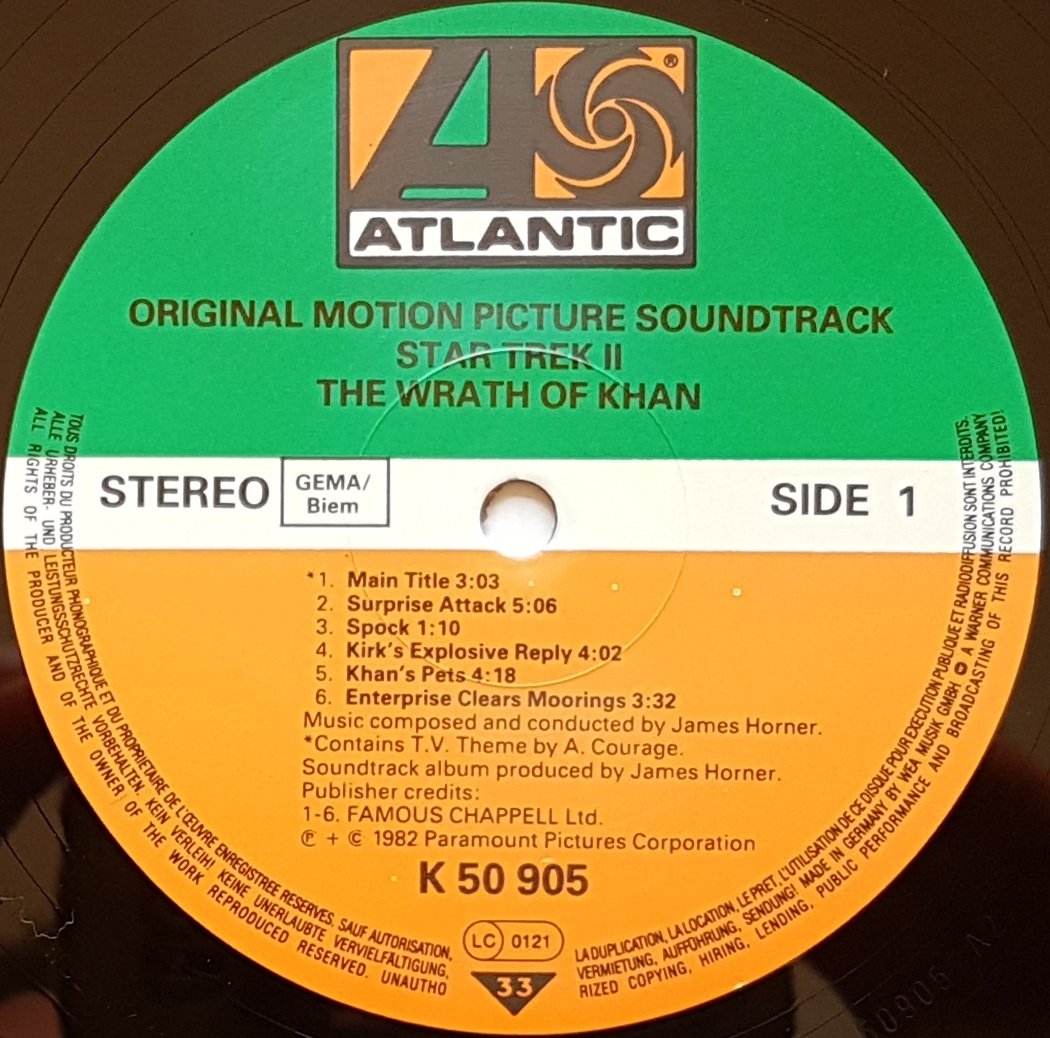 A ®
ATLANTIC
ORIGINAL MOTION PICTURE SOUNDTRACK
STAR TREK II
THE WRATH OF KHAN
STEREO
GEMA/
Biem
SIDE 1
*1. Main Title 3:03
2. Surprise Attack 5:06
3. Spock 1:10
4. Kirk's Explosive Reply 4:02
5. Khan's Pets 4:18
6. Enterprise Clears Moorings 3:32
Music composed and conducted by James Horner.
*Contains T.V. Theme by A. Courage.
Soundtrack album produced by James Horner.
Publisher credits:
1-6. FAMOUS CHAPPELL Ltd.
℗ + © 1982 Paramount Pictures Corporation
K 50 905
LC 0121
33
TOUS DROITS DU PRODUCTEUR PHONOGRAPHIQUE ET DU PROPRIETAIRE DE L'ŒUVRE ENREGISTREE RESERVES. SAUF AUTORISATION,
LA DUPLICATION, LA LOCATION, LE PRET, L'UTILISATION DE CE DISQUE POUR EXECUTION PUBLIQUE ET RADIODIFFUSION SONT INTERDITS.
ALLE URHEBER- UND LEISTUNGSSCHUTZRECHTE VORBEHALTEN. KEIN VERLEIH! KEINE UNERLAUBTE VERVIELFÄLTIGUNG,
VERMIETUNG, AUFFÜHRUNG, SENDUNG! MADE IN GERMANY BY WEA MUSIK GMBH A WARNER COMMUNICATIONS COMPANY
ALL RIGHTS OF THE PRODUCER AND OF THE OWNER OF THE WORK REPRODUCED RESERVED. UNAUTHO
RIZED COPYING, HIRING, LENDING, PUBLIC PERFORMANCE AND BROADCASTING OF THIS RECORD PROHIBITED!